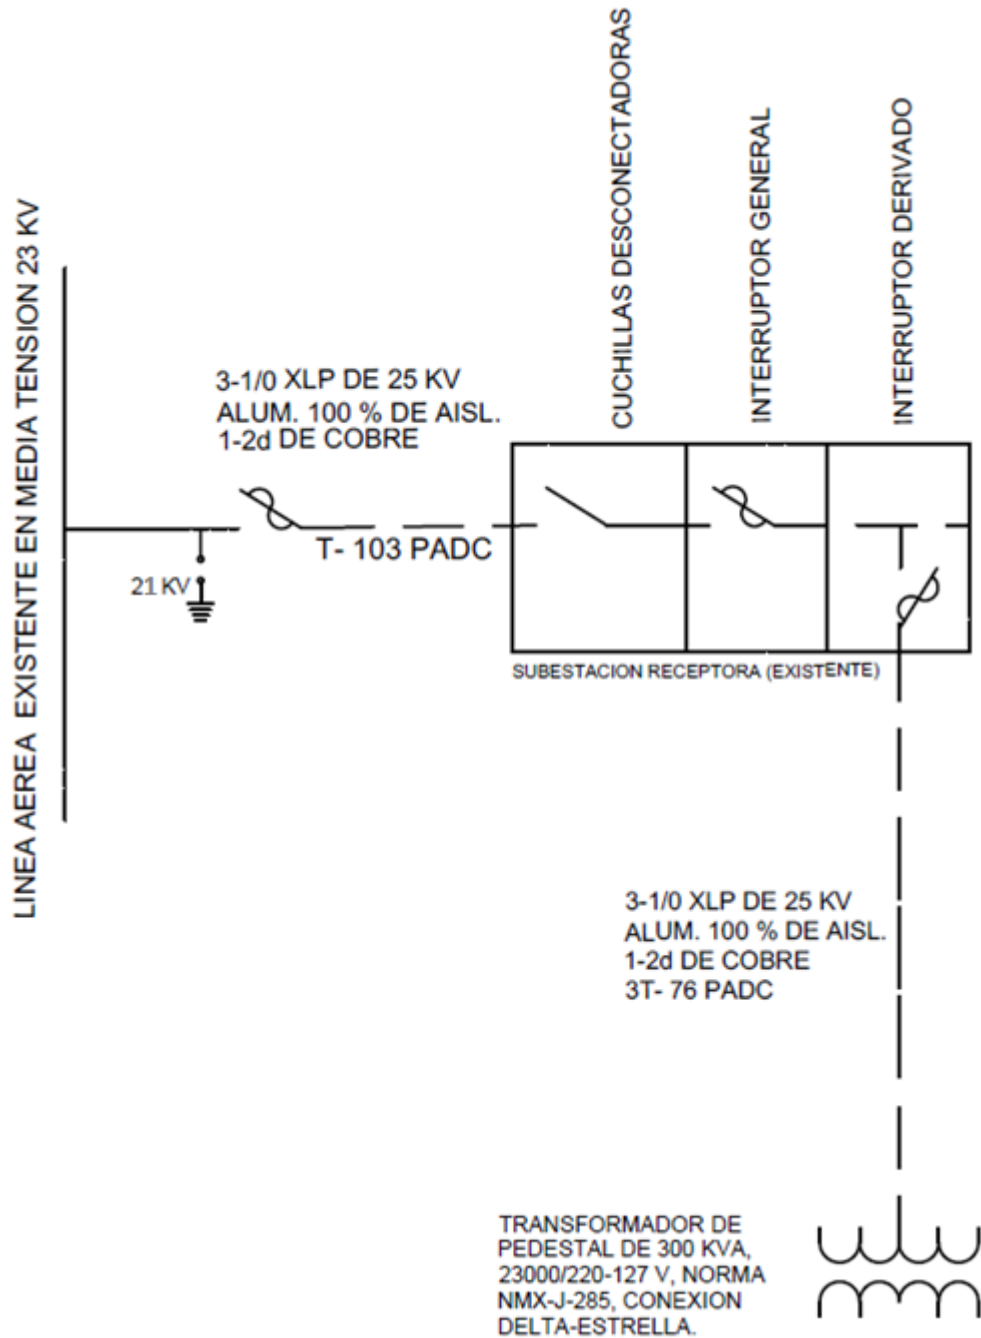 CUCHILLAS DESCONECTADORAS
INTERRUPTOR GENERAL
INTERRUPTOR DERIVADO
LINEA AEREA EXISTENTE EN MEDIA TENSION 23 KV
3-1/0 XLP DE 25 KV
ALUM. 100 % DE AISL.
1-2d DE COBRE
T- 103 PADC
21 KV
SUBESTACION RECEPTORA (EXISTENTE)
3-1/0 XLP DE 25 KV
ALUM. 100 % DE AISL.
1-2d DE COBRE
3T- 76 PADC
TRANSFORMADOR DE
PEDESTAL DE 300 KVA,
23000/220-127 V, NORMA
NMX-J-285, CONEXION
DELTA-ESTRELLA.